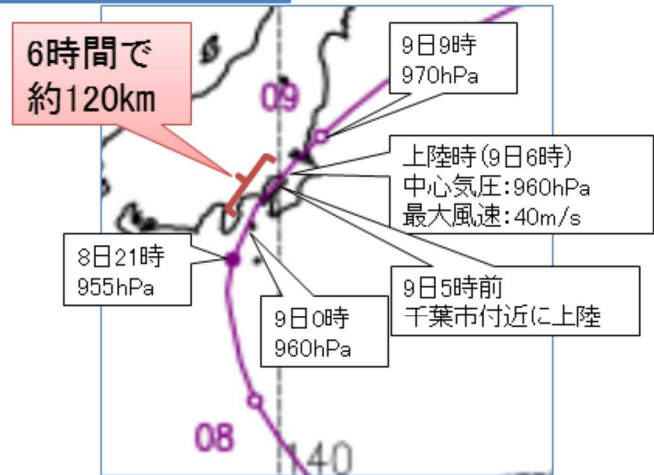 6時間で
約120km
9日9時
970hPa
09
上陸時(9日6時)
中心気圧:960hPa
最大風速:40m/s
8日21時
955hPa
9日5時前
千葉市付近に上陸
9日0時
960hPa
08
140